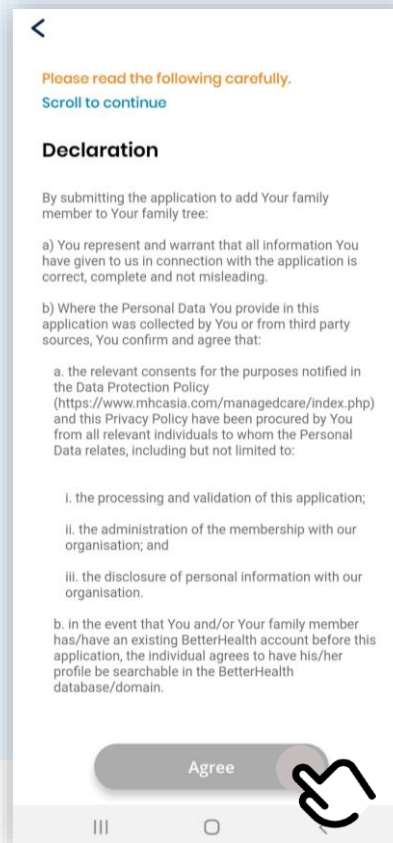 Please read the following carefully.
Scroll to continue
Declaration
By submitting the application to add Your family
member to Your family tree:
a) You represent and warrant that all information You
have given to us in connection with the application is
correct, complete and not misleading.
b) Where the Personal Data You provide in this
application was collected by You or from third party
sources, You confirm and agree that:
a. the relevant consents for the purposes notified in
the Data Protection Policy
(https://www.mhcasia.com/managedcare/index.php)
and this Privacy Policy have been procured by You
from all relevant individuals to whom the Personal
Data relates, including but not limited to:
i. the processing and validation of this application;
ii. the administration of the membership with our
organisation; and
iii. the disclosure of personal information with our
organisation.
b. in the event that You and/or Your family member
has/have an existing BetterHealth account before this
application, the individual agrees to have his/her
profile be searchable in the BetterHealth
database/domain.
Agree